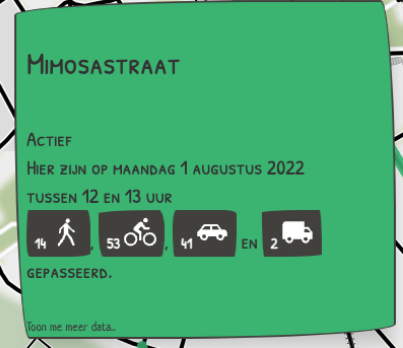 Mimosastraat
Actief
Hier zijn op maandag 1 augustus 2022
tussen 12 en 13 uur
14 , 53 , 41 en 2
gepasseerd.
Toon me meer data..